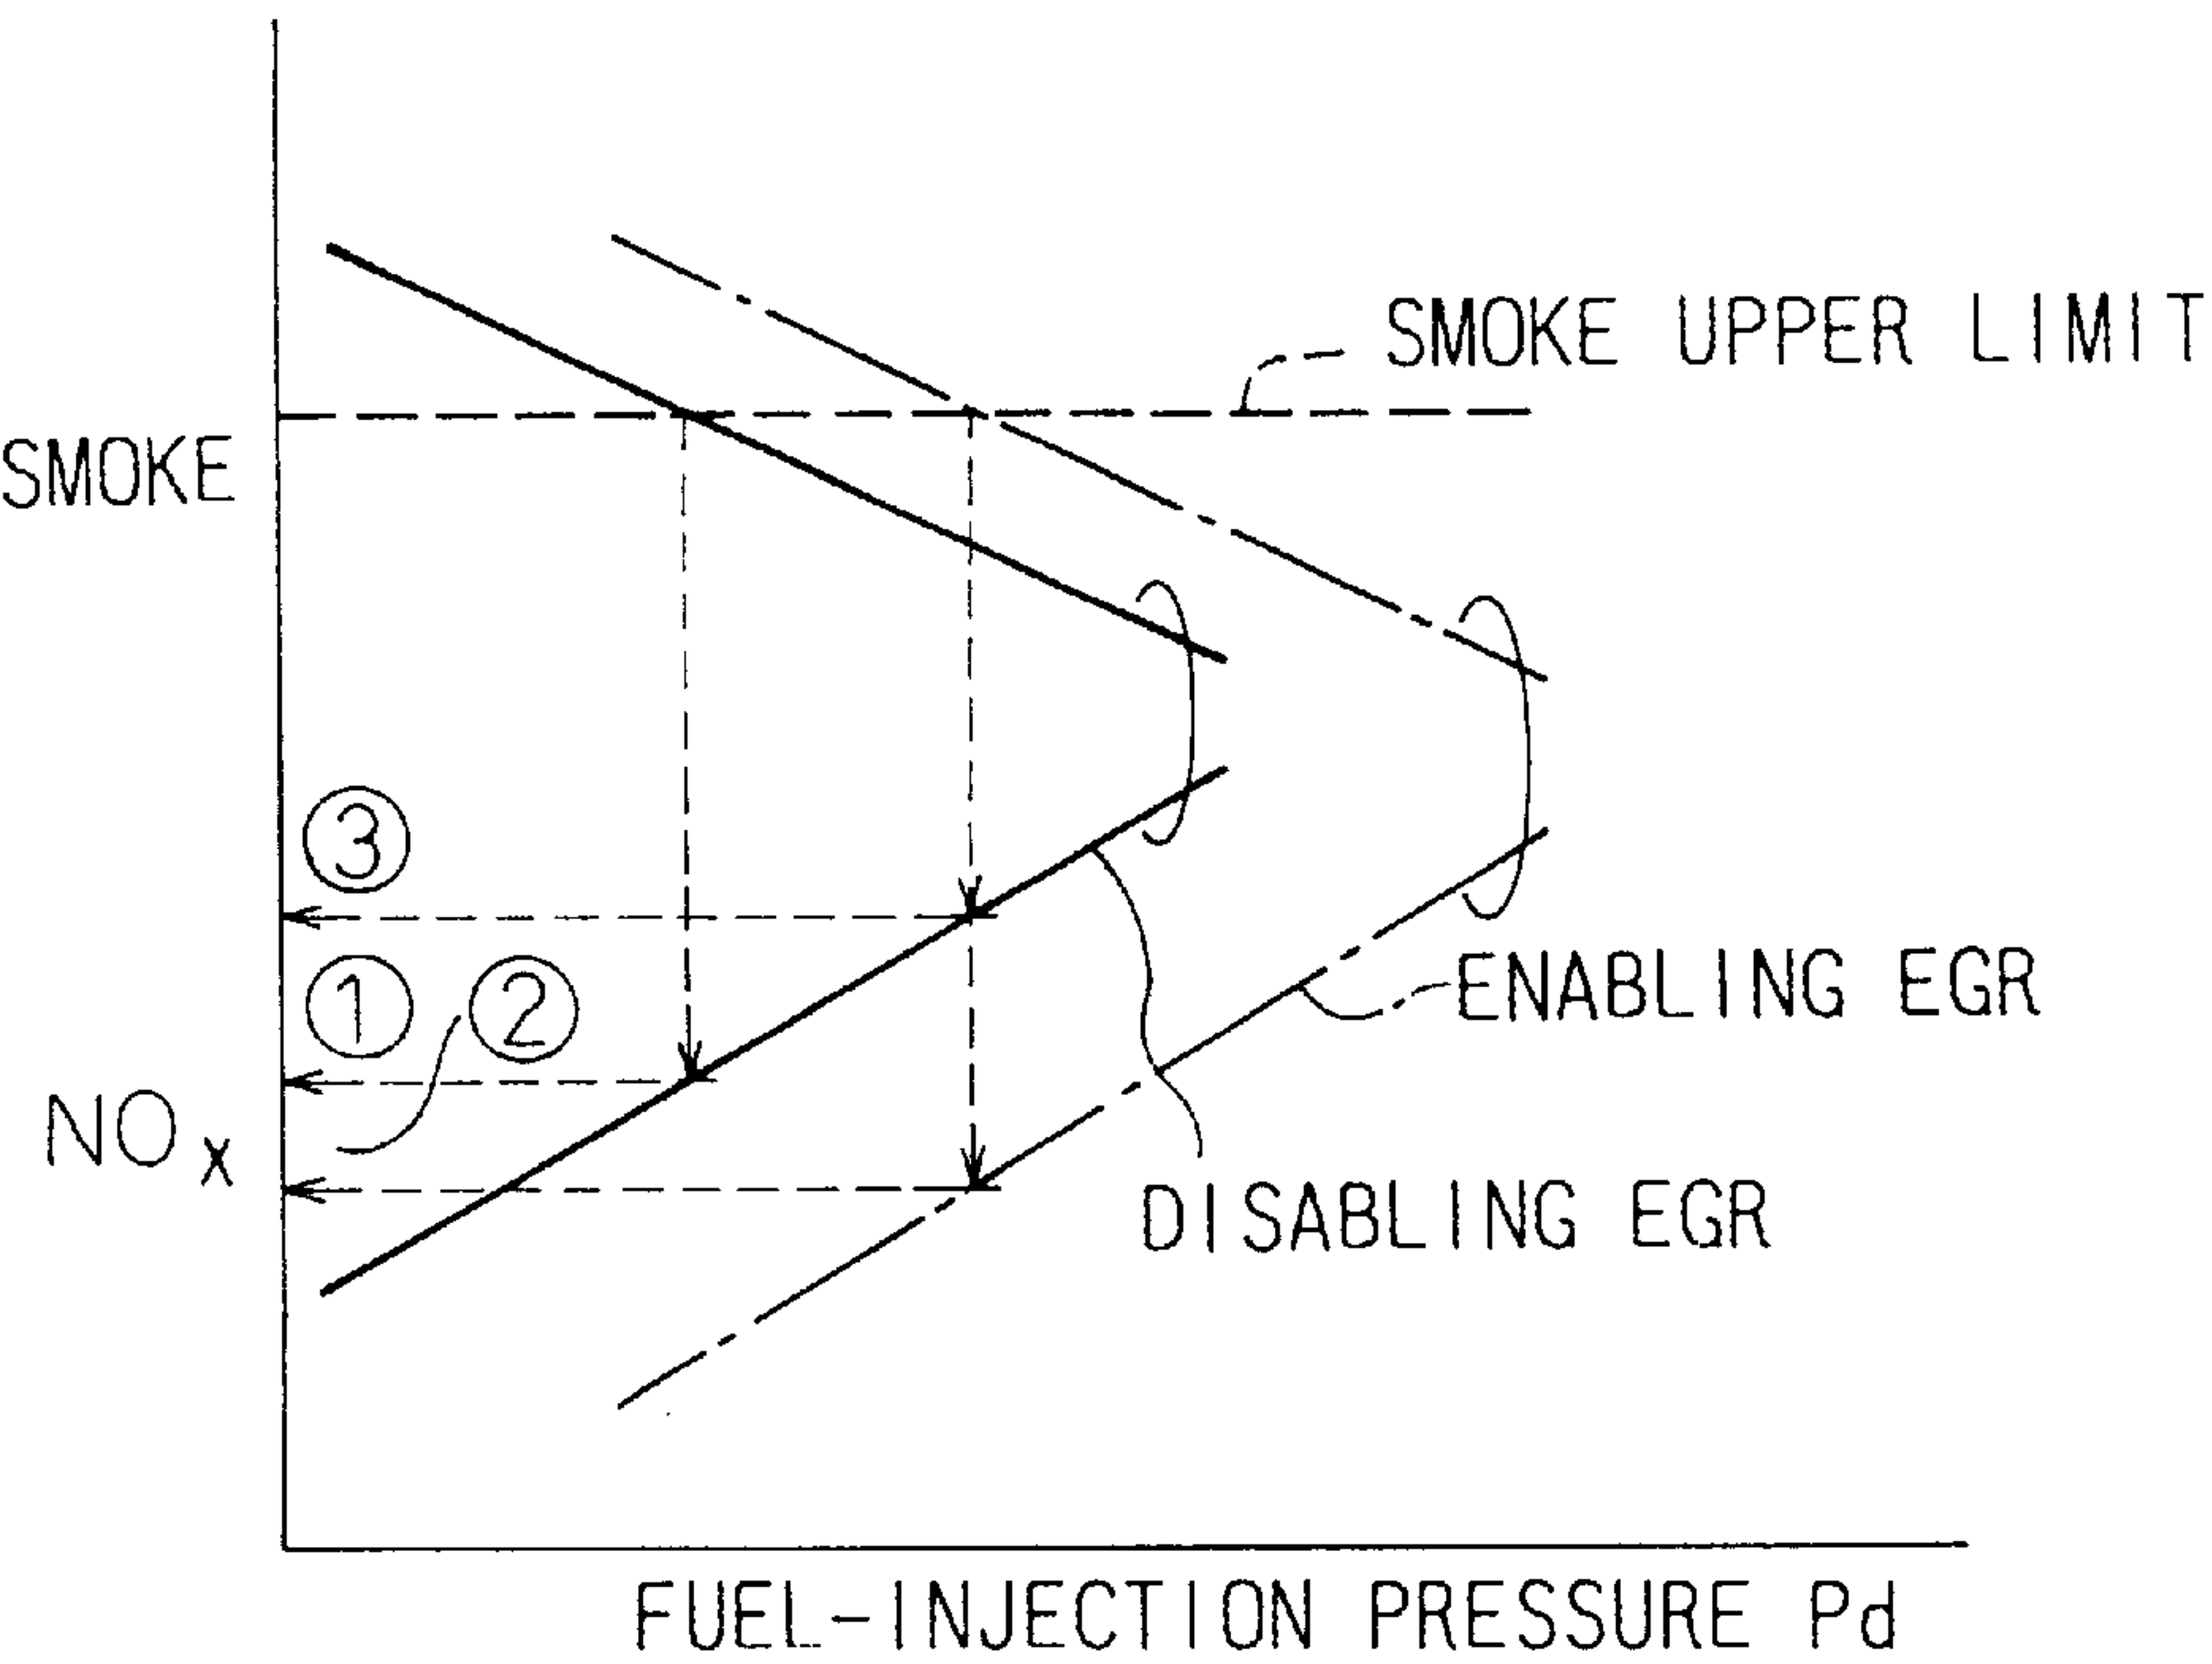 SMOKE UPPER LIMIT
SMOKE
③
① ②
ENABLING EGR
NOx
DISABLING EGR
FUEL-INJECTION PRESSURE Pd